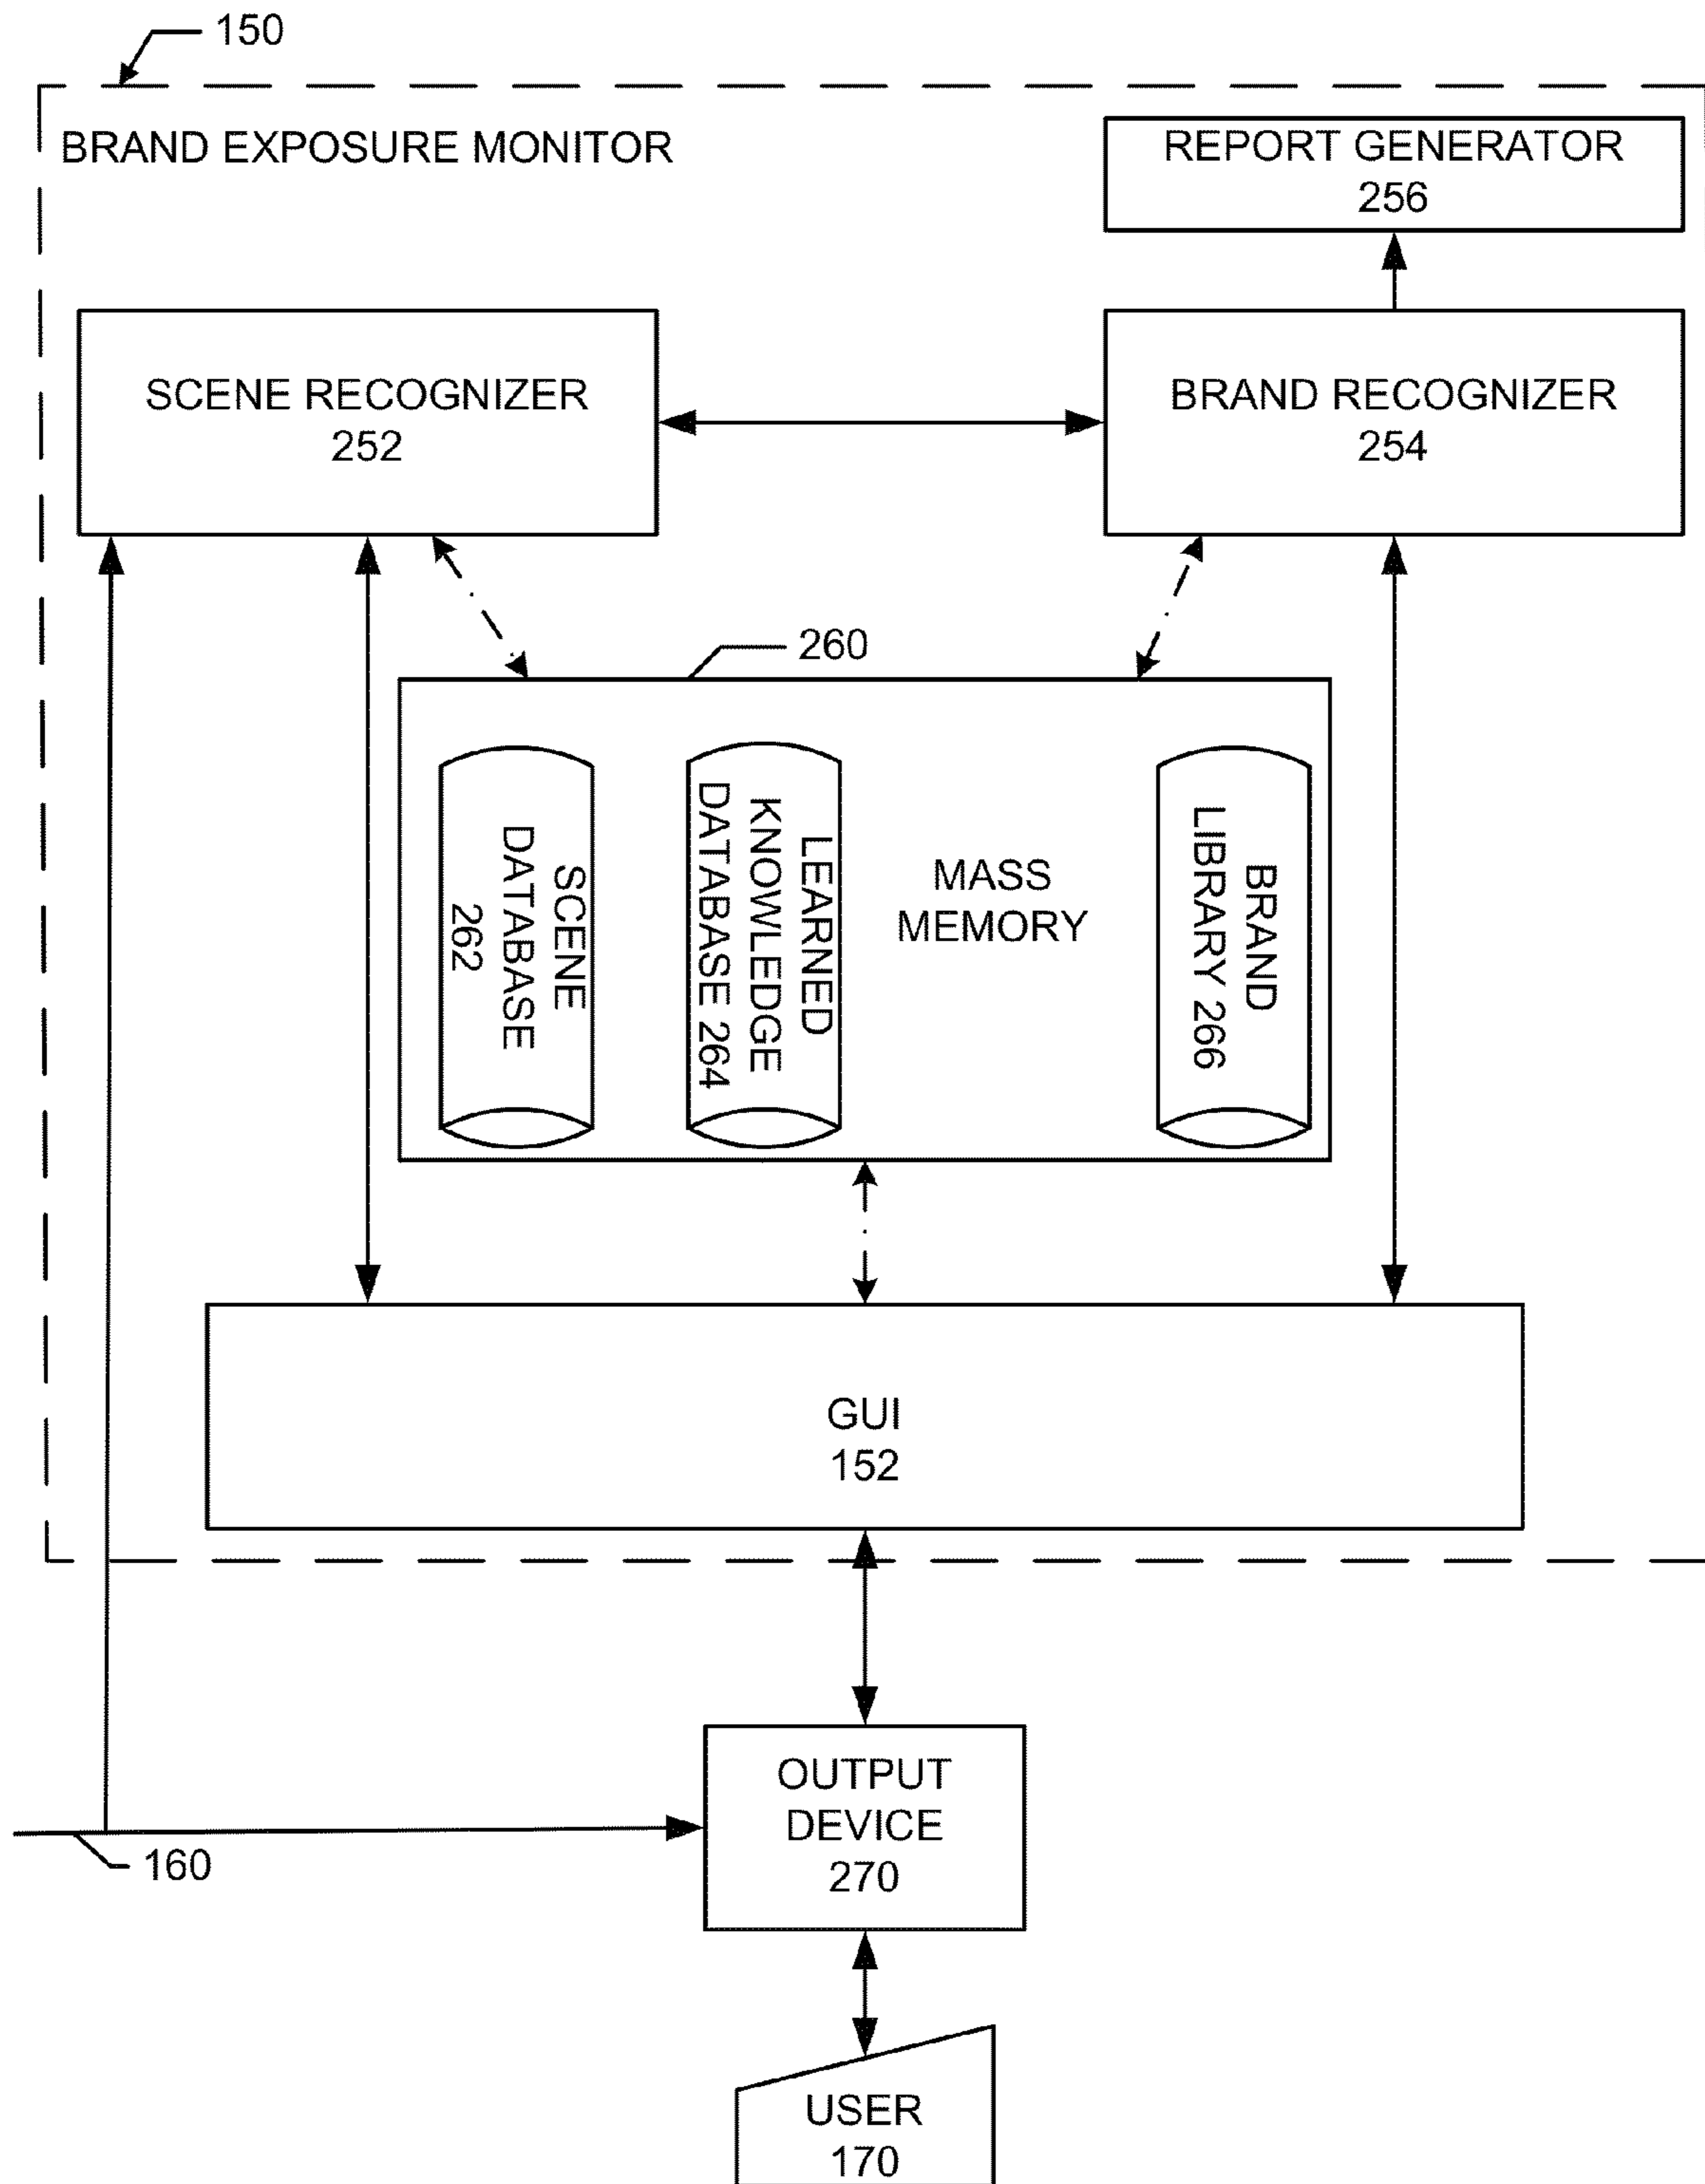 150
BRAND EXPOSURE MONITOR
REPORT GENERATOR
256
SCENE RECOGNIZER
252
BRAND RECOGNIZER
254
260
SCENE
DATABASE
262
LEARNED
KNOWLEDGE
DATABASE 264
MASS
MEMORY
BRAND
LIBRARY 266
GUI
152
OUTPUT
DEVICE
270
160
USER
170